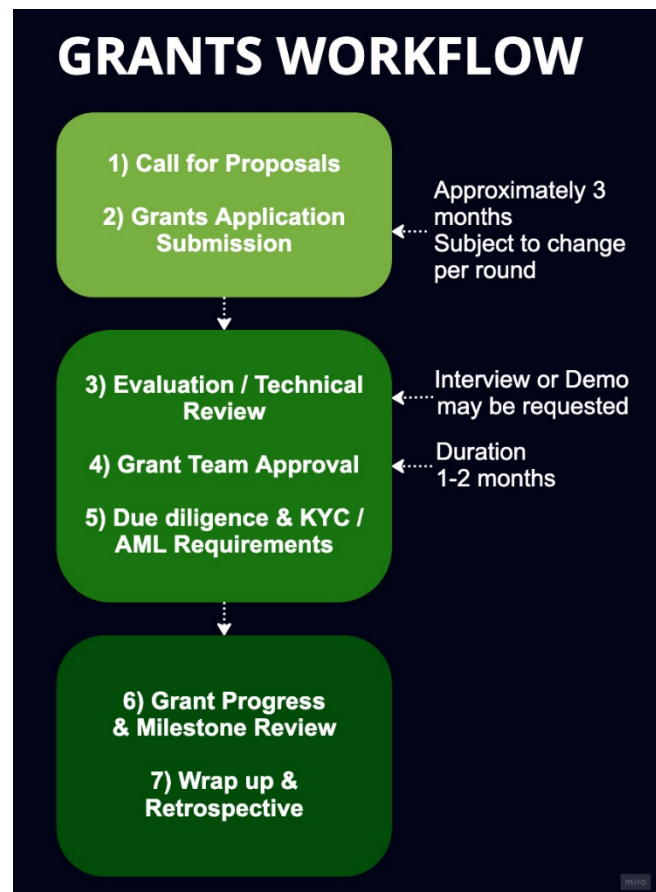 GRANTS WORKFLOW
1) Call for Proposals
2) Grants Application
Submission
Approximately 3
months
Subject to change
per round
3) Evaluation / Technical
Review
Interview or Demo
may be requested
4) Grant Team Approval
Duration
1-2 months
5) Due diligence & KYC /
AML Requirements
6) Grant Progress
& Milestone Review
7) Wrap up &
Retrospective
miro